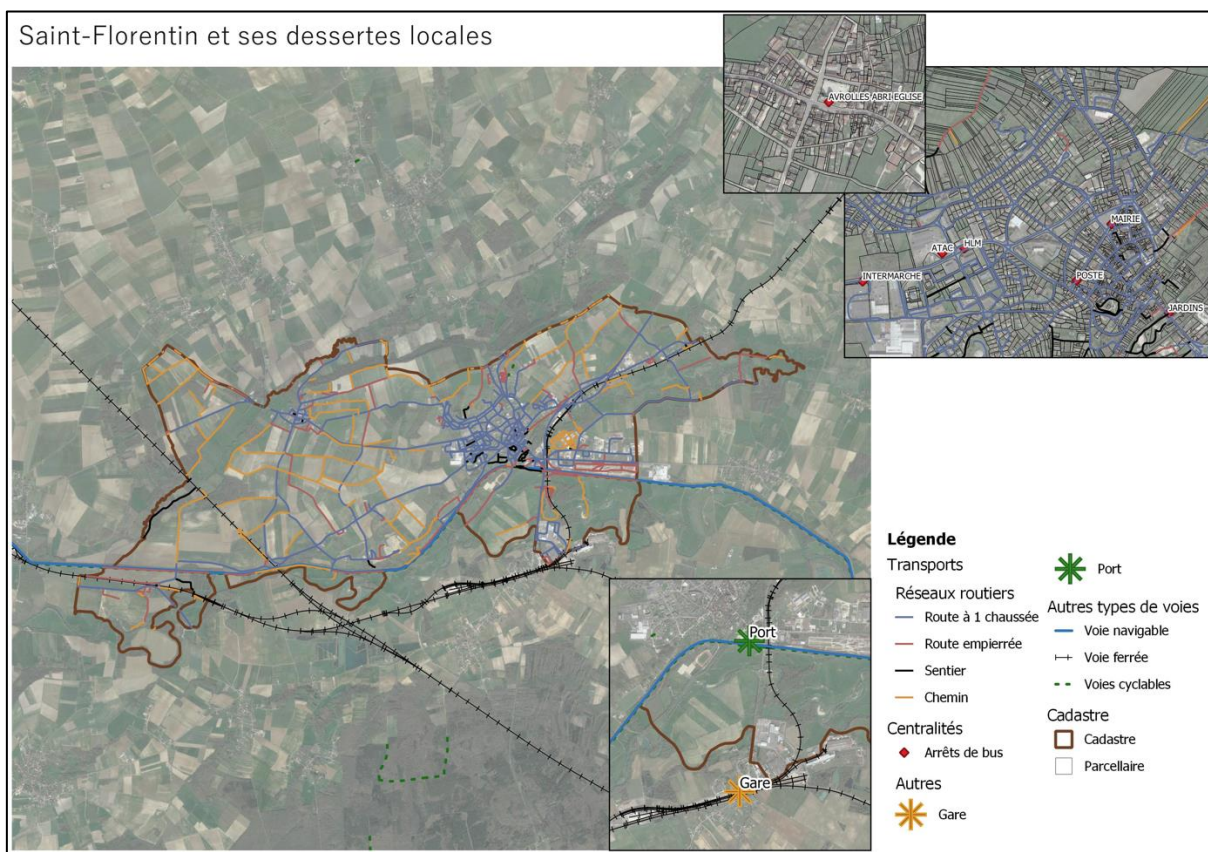 Saint-Florentin et ses dessertes locales
AVROLLES ABRI EGLISE
MAIRIE
ATAC
HLM
INTERMARCHE
POSTE
JARDINS
Port
Gare
Légende
Transports
Réseaux routiers
Route à 1 chaussée
Route empierrée
Sentier
Chemin
Centralités
Arrêts de bus
Autres
Gare
Port
Autres types de voies
Voie navigable
Voie ferrée
Voies cyclables
Cadastre
Cadastre
Parcellaire